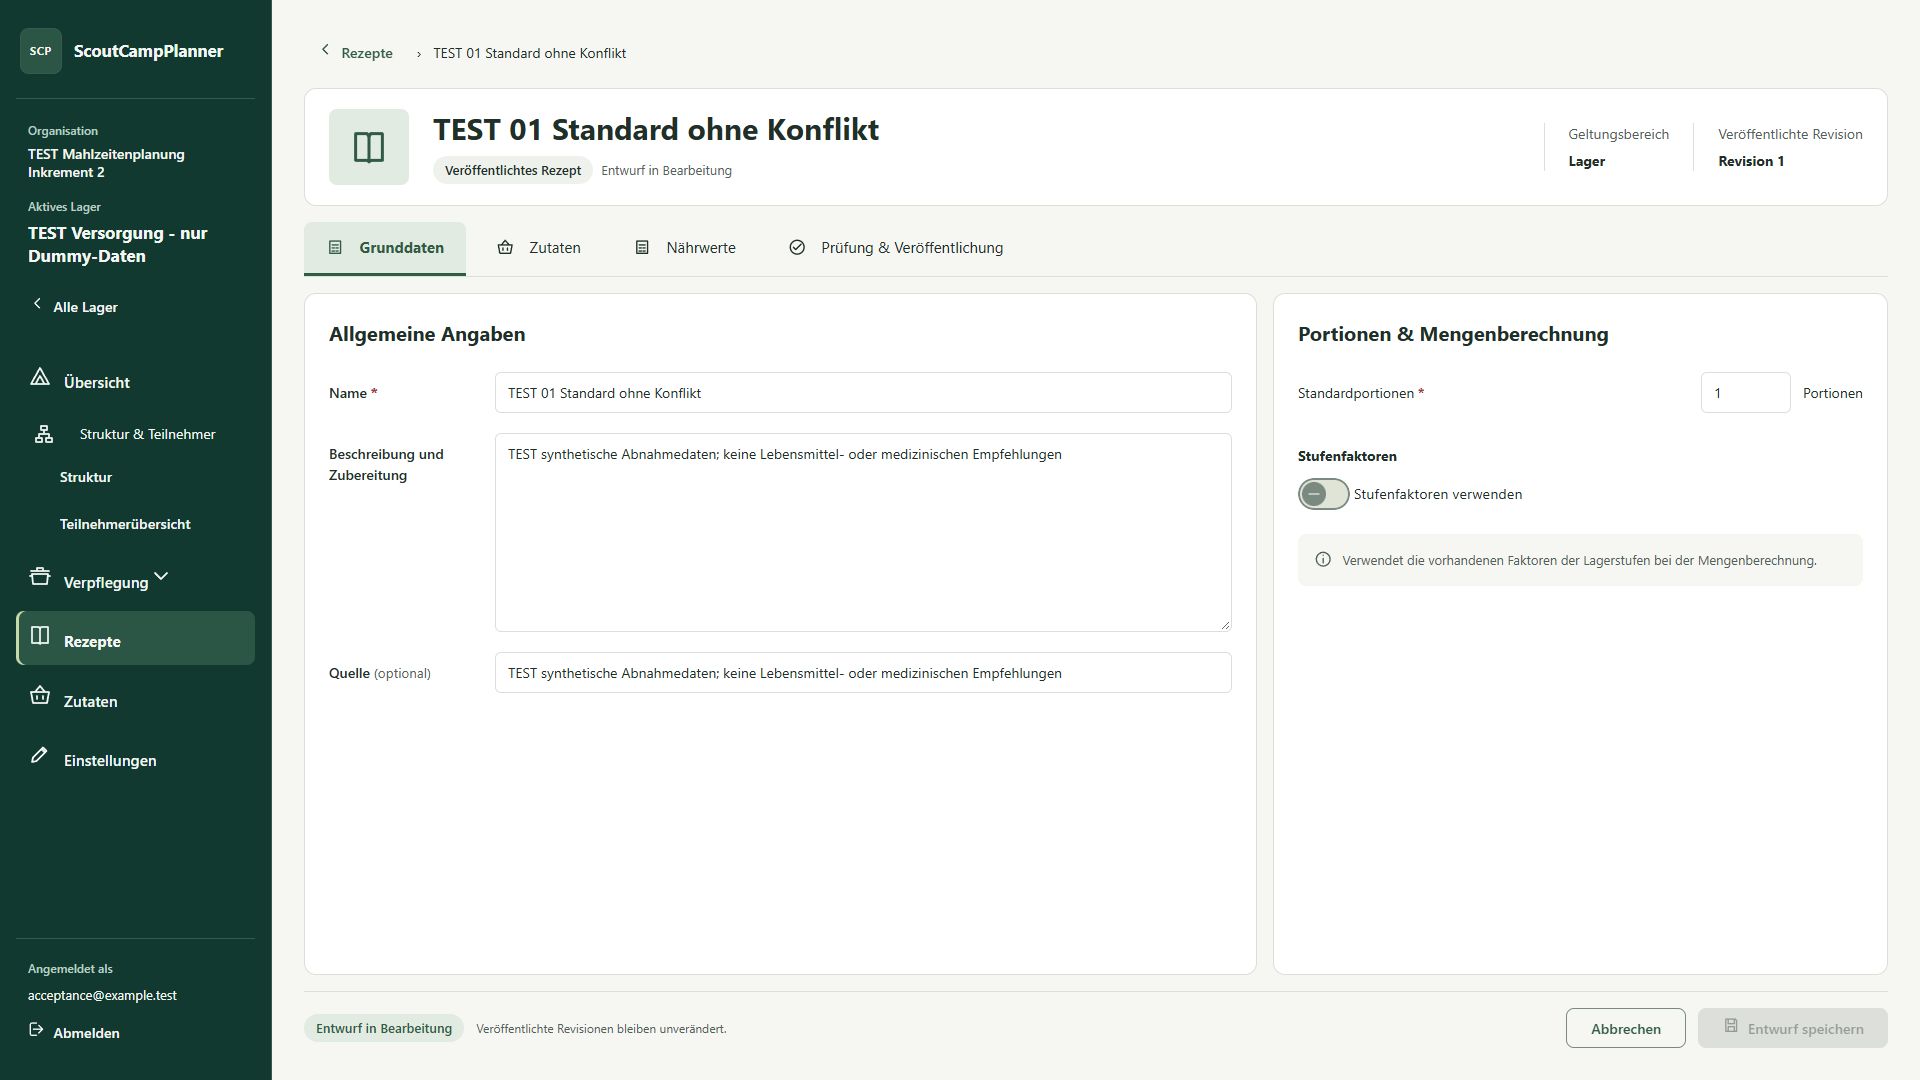 SCP
ScoutCampPlanner
Organisation
TEST Mahlzeitenplanung
Inkrement 2
Aktives Lager
TEST Versorgung - nur
Dummy-Daten
Alle Lager
Übersicht
Struktur & Teilnehmer
Struktur
Teilnehmerübersicht
Verpflegung
Rezepte
Zutaten
Einstellungen
Angemeldet als
acceptance@example.test
Abmelden
Rezepte › TEST 01 Standard ohne Konflikt
TEST 01 Standard ohne Konflikt
Veröffentlichtes Rezept Entwurf in Bearbeitung
Geltungsbereich
Lager
Veröffentlichte Revision
Revision 1
Grunddaten Zutaten Nährwerte Prüfung & Veröffentlichung
Allgemeine Angaben
Name * TEST 01 Standard ohne Konflikt
Beschreibung und
Zubereitung
TEST synthetische Abnahmedaten; keine Lebensmittel- oder medizinischen Empfehlungen
Quelle (optional) TEST synthetische Abnahmedaten; keine Lebensmittel- oder medizinischen Empfehlungen
Portionen & Mengenberechnung
Standardportionen * 1 Portionen
Stufenfaktoren
Stufenfaktoren verwenden
Verwendet die vorhandenen Faktoren der Lagerstufen bei der Mengenberechnung.
Entwurf in Bearbeitung Veröffentlichte Revisionen bleiben unverändert.
Abbrechen Entwurf speichern